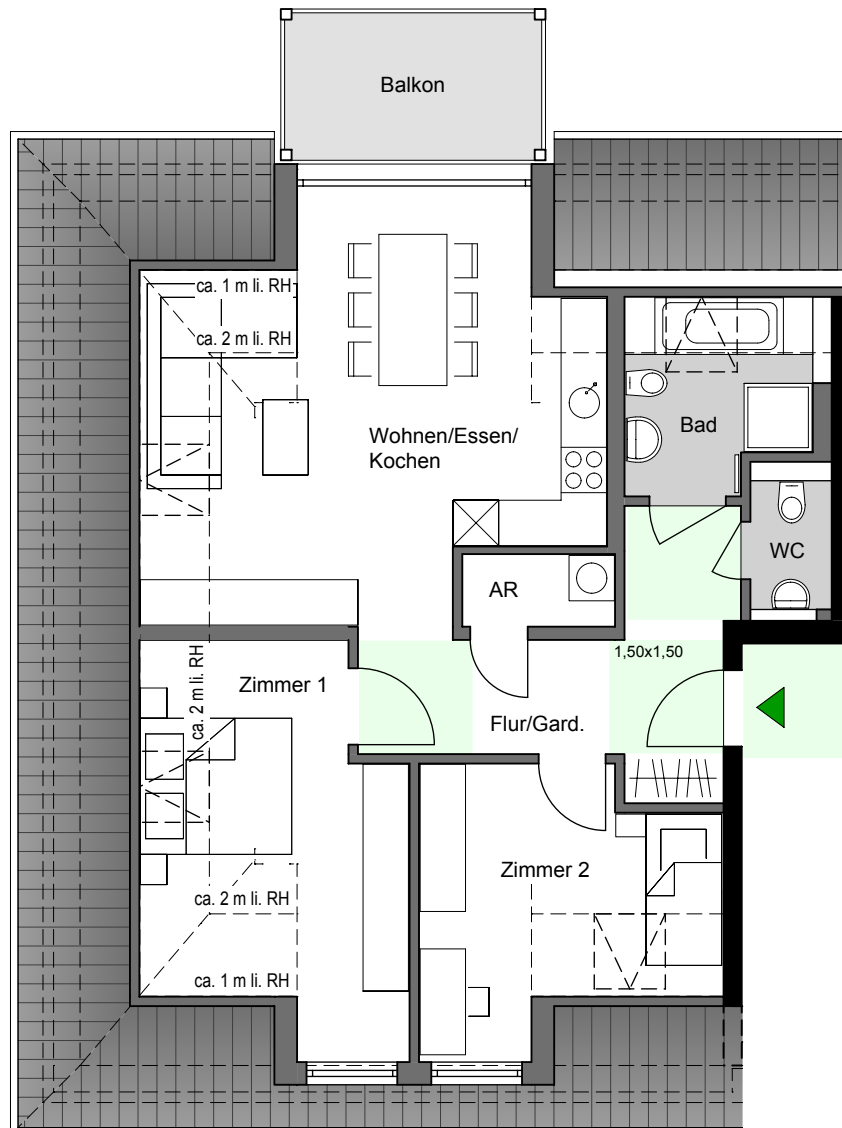 Balkon
ca. 1 m li. RH
ca. 2 m li. RH
Wohnen/Essen/
Kochen
Bad
WC
AR
1,50x1,50
ca. 2 m li. RH
Zimmer 1
Flur/Gard.
Zimmer 2
ca. 2 m li. RH
ca. 1 m li. RH